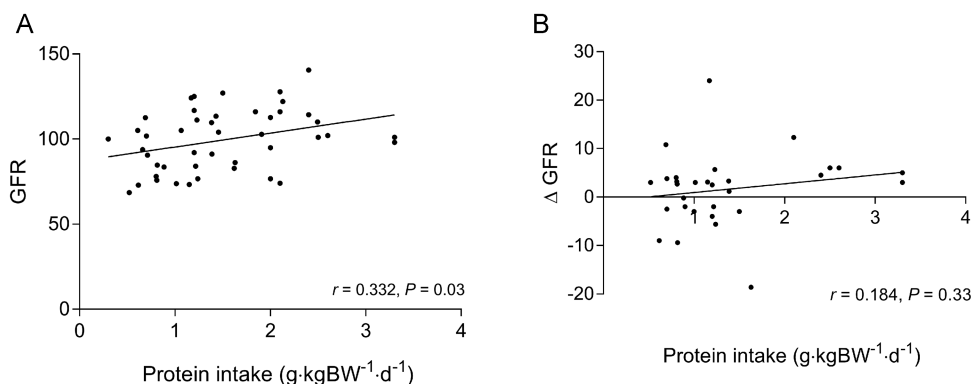 A
150
100
50
0
GFR
0 1 2 3 4
r = 0.332, P = 0.03
Protein intake (g·kgBW⁻¹·d⁻¹)
B
30
20
10
0
-10
-20
Δ GFR
1 2 3 4
r = 0.184, P = 0.33
Protein intake (g·kgBW⁻¹·d⁻¹)